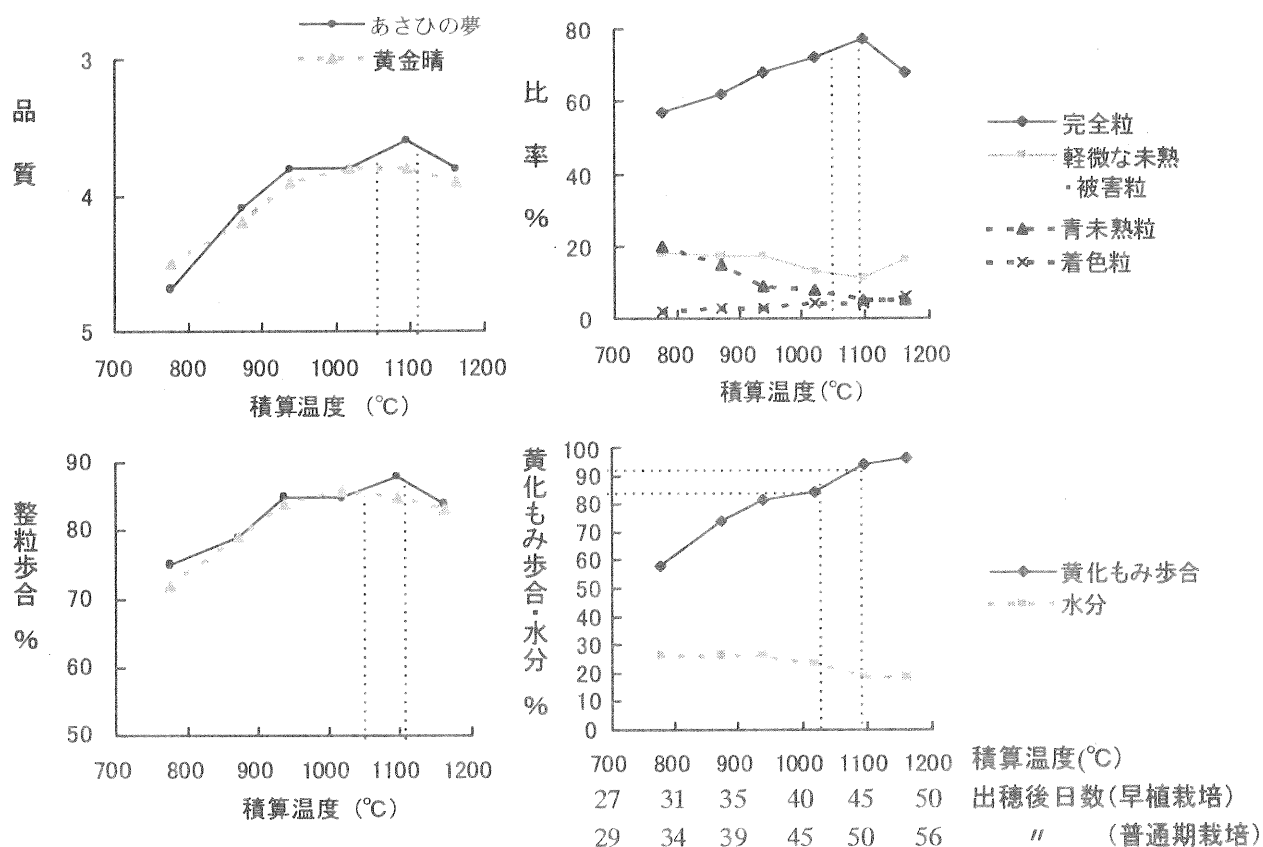 あさひの夢
黄金晴
品質
3
4
5
700 800 900 1000 1100 1200
積算温度 (℃)
比率 %
80
60
40
20
0
700 800 900 1000 1100 1200
積算温度(℃)
完全粒
軽微な未熟
・被害粒
青未熟粒
着色粒
整粒歩合 %
90
80
70
60
50
700 800 900 1000 1100 1200
積算温度 (℃)
黄化もみ歩合・水分 %
100
90
80
70
60
50
40
30
20
10
0
黄化もみ歩合
水分
700 800 900 1000 1100 1200 積算温度(℃)
27 31 35 40 45 50 出穂後日数(早植栽培)
29 34 39 45 50 56 〃 (普通期栽培)